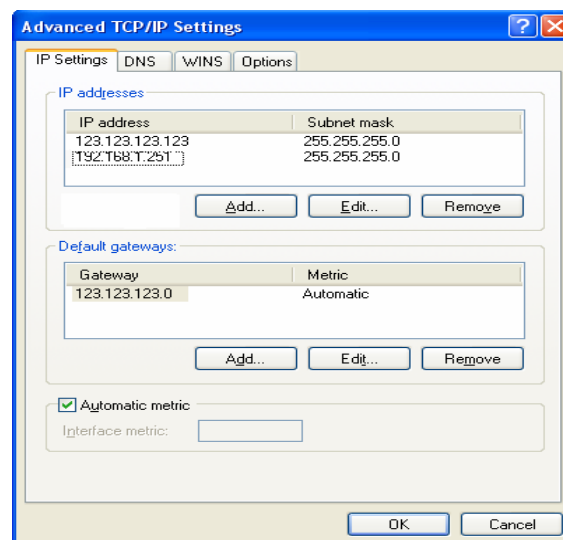 Advanced TCP/IP Settings
IP Settings DNS WINS Options
IP addresses
IP address Subnet mask
123.123.123.123 255.255.255.0
192.168.1.251 255.255.255.0
Add... Edit... Remove
Default gateways:
Gateway Metric
123.123.123.0 Automatic
Add... Edit... Remove
Automatic metric
Interface metric:
OK Cancel